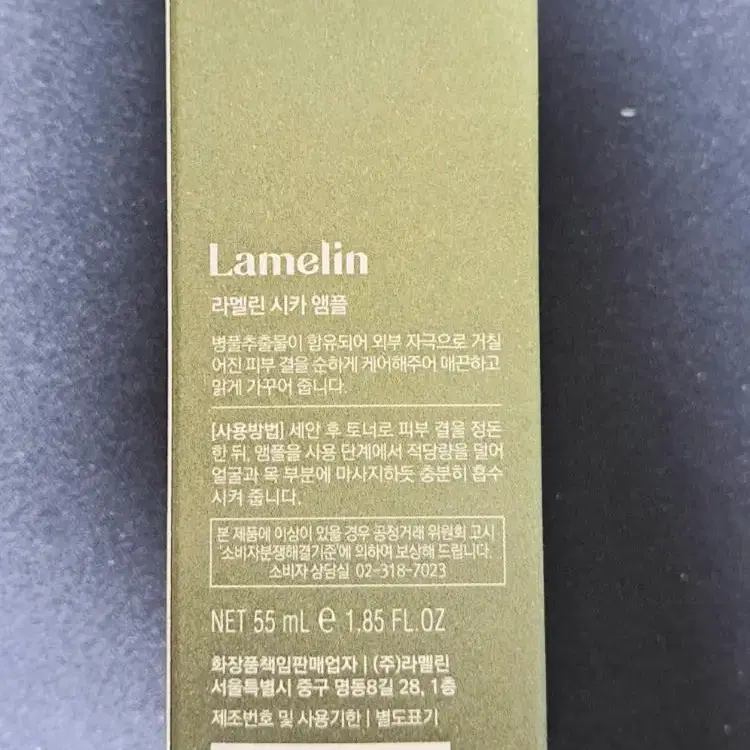 Lamelin
라멜린 시카 앰플
병풀추출물이 함유되어 외부 자극으로 거칠
어진 피부 결을 순하게 케어해주어 매끈하고
맑게 가꾸어 줍니다.
[사용방법] 세안 후 토너로 피부 결을 정돈
한 뒤, 앰플을 사용 단계에서 적당량을 덜어
얼굴과 목 부분에 마사지하듯 충분히 흡수
시켜 줍니다.
본 제품에 이상이 있을 경우 공정거래 위원회 고시
'소비자분쟁해결기준'에 의하여 보상해 드립니다.
소비자 상담실 02-318-7023
NET 55 mL ℮ 1.85 FL.OZ
화장품책임판매업자 | (주)라멜린
서울특별시 중구 명동8길 28, 1층
제조번호 및 사용기한 | 별도표기